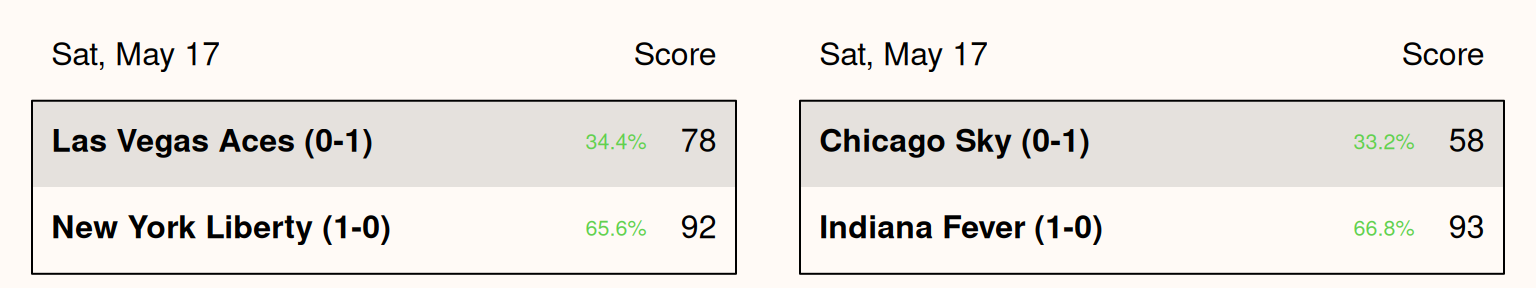 Sat, May 17 Score
Las Vegas Aces (0-1) 34.4% 78
New York Liberty (1-0) 65.6% 92
Sat, May 17 Score
Chicago Sky (0-1) 33.2% 58
Indiana Fever (1-0) 66.8% 93